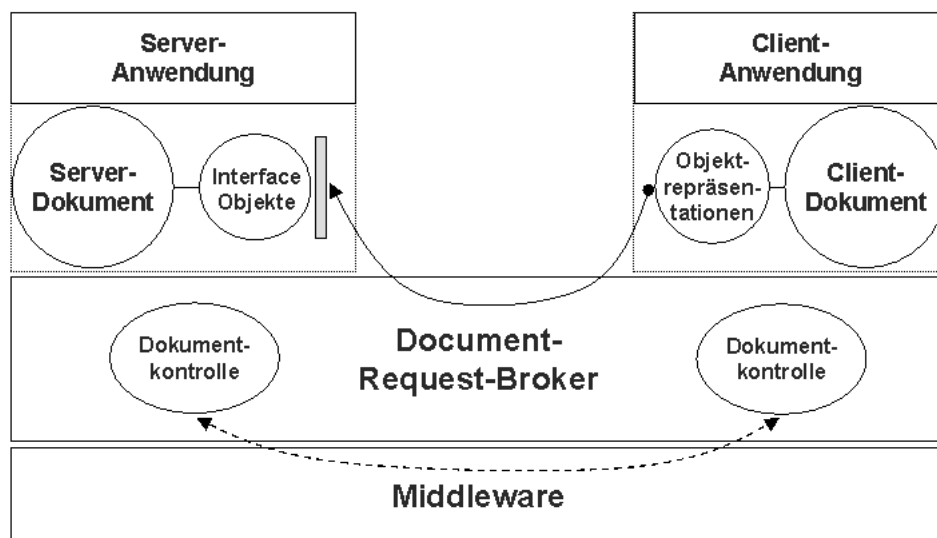 Server-
Anwendung
Client-
Anwendung
Server-
Dokument
Interface
Objekte
Objekt-
repräsen-
tationen
Client-
Dokument
Dokument-
kontrolle
Document-
Request-Broker
Dokument-
kontrolle
Middleware